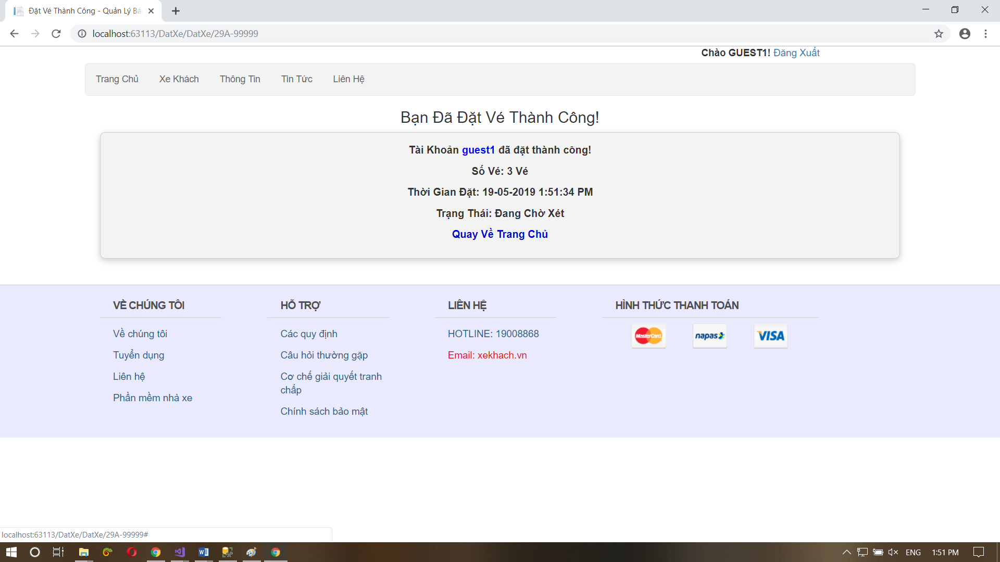 Đặt Vé Thành Công - Quản Lý Bá
localhost:63113/DatXe/DatXe/29A-99999
Chào GUEST1! Đăng Xuất
Trang Chủ Xe Khách Thông Tin Tin Tức Liên Hệ
Bạn Đã Đặt Vé Thành Công!
Tài Khoản guest1 đã đặt thành công!
Số Vé: 3 Vé
Thời Gian Đặt: 19-05-2019 1:51:34 PM
Trạng Thái: Đang Chờ Xét
Quay Về Trang Chủ
VỀ CHÚNG TÔI
Về chúng tôi
Tuyển dụng
Liên hệ
Phần mềm nhà xe
HỖ TRỢ
Các quy định
Câu hỏi thường gặp
Cơ chế giải quyết tranh
chấp
Chính sách bảo mật
LIÊN HỆ
HOTLINE: 19008868
Email: xekhach.vn
HÌNH THỨC THANH TOÁN
MasterCard napas VISA
localhost:63113/DatXe/DatXe/29A-99999#
ENG 1:51 PM